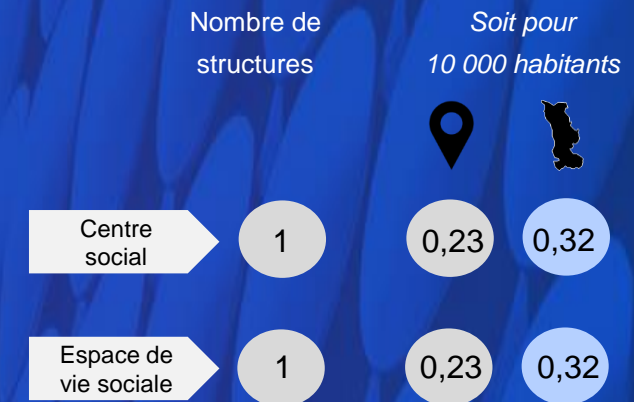 Nombre de
structures
Soit pour
10 000 habitants
Centre
social
1
0,23
0,32
Espace de
vie sociale
1
0,23
0,32